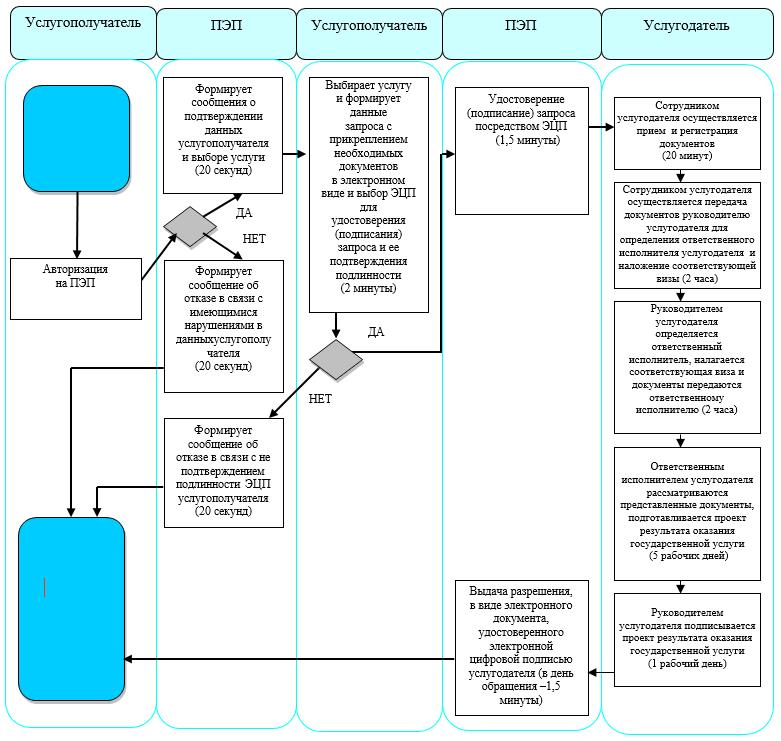 Услугополучатель
ПЭП
Услугополучатель
ПЭП
Услугодатель
Авторизация
на ПЭП
Формирует
сообщения о
подтверждении
данных
услугополучателя
и выборе услуги
(20 секунд)
ДА
НЕТ
Формирует
сообщение об
отказе в связи с
имеющимися
нарушениями в
данныхуслугополу
чателя
(20 секунд)
Формирует
сообщение об
отказе в связи с не
подтверждением
подлинности ЭЦП
услугополучателя
(20 секунд)
Выбирает услугу
и формирует
данные
запроса с
прикреплением
необходимых
документов
в электронном
виде и выбор ЭЦП
для
удостоверения
(подписания)
запроса и ее
подтверждения
подлинности
(2 минуты)
ДА
НЕТ
Удостоверение
(подписание) запроса
посредством ЭЦП
(1,5 минуты)
Сотрудником
услугодателя осуществляется
прием и регистрация
документов
(20 минут)
Сотрудником услугодателя
осуществляется передача
документов руководителю
услугодателя для
определения ответственного
исполнителя услугодателя и
наложение соответствующей
визы (2 часа)
Руководителем
услугодателя
определяется
ответственный
исполнитель, налагается
соответствующая виза и
документы передаются
ответственному
исполнителю (2 часа)
Ответственным
исполнителем услугодателя
рассматриваются
представленные документы,
подготавливается проект
результата оказания
государственной услуги
(5 рабочих дней)
Руководителем
услугодателя подписывается
проект результата оказания
государственной услуги
(1 рабочий день)
Выдача разрешения,
в виде электронного
документа,
удостоверенного
электронной
цифровой подписью
услугодателя (в день
обращения –1,5
минуты)